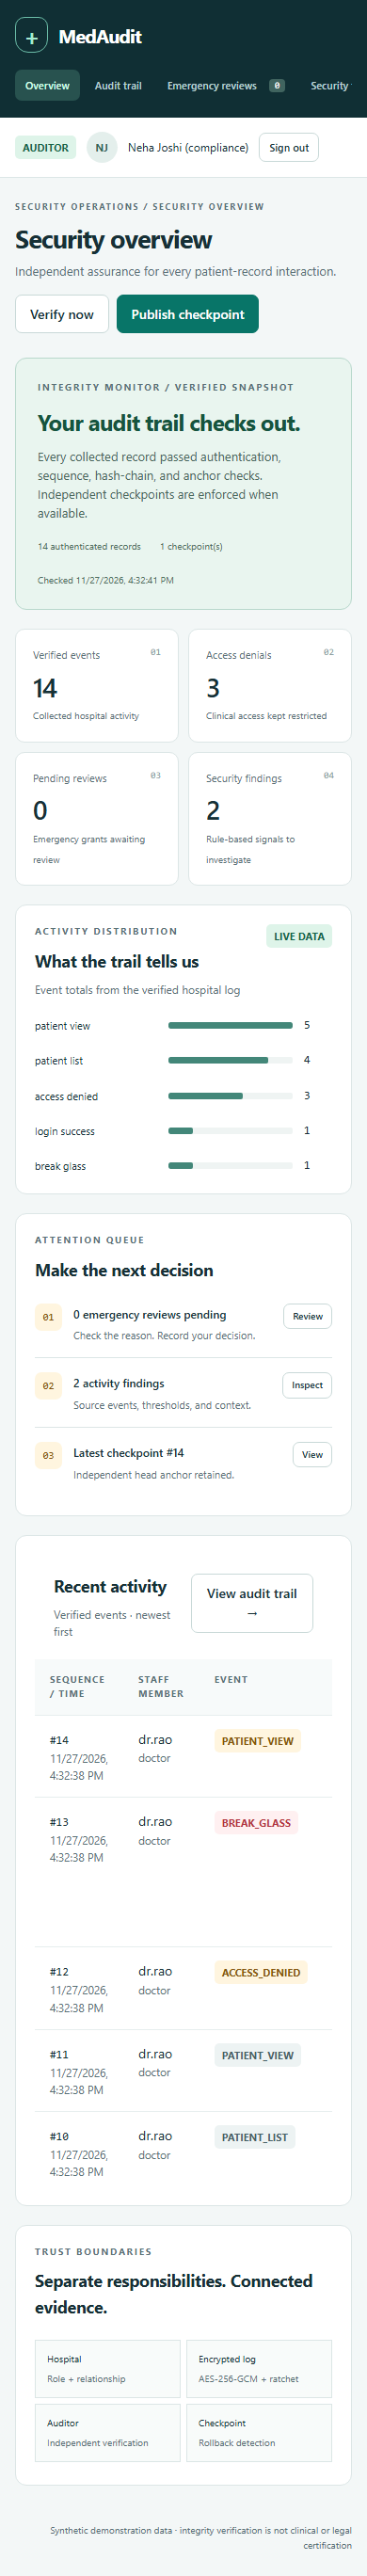 + MedAudit
Overview Audit trail Emergency reviews 0 Security
AUDITOR NJ Neha Joshi (compliance) Sign out
SECURITY OPERATIONS / SECURITY OVERVIEW
Security overview
Independent assurance for every patient-record interaction.
Verify now Publish checkpoint
INTEGRITY MONITOR / VERIFIED SNAPSHOT
Your audit trail checks out.
Every collected record passed authentication,
sequence, hash-chain, and anchor checks.
Independent checkpoints are enforced when
available.
14 authenticated records 1 checkpoint(s)
Checked 11/27/2026, 4:32:41 PM
Verified events 01
14
Collected hospital activity
Access denials 02
3
Clinical access kept restricted
Pending reviews 03
0
Emergency grants awaiting
review
Security findings 04
2
Rule-based signals to
investigate
ACTIVITY DISTRIBUTION
LIVE DATA
What the trail tells us
Event totals from the verified hospital log
patient view 5
patient list 4
access denied 3
login success 1
break glass 1
ATTENTION QUEUE
Make the next decision
01 0 emergency reviews pending Review
Check the reason. Record your decision.
02 2 activity findings Inspect
Source events, thresholds, and context.
03 Latest checkpoint #14 View
Independent head anchor retained.
Recent activity
Verified events · newest
first
View audit trail
→
SEQUENCE
/ TIME
STAFF
MEMBER
EVENT
#14 dr.rao PATIENT_VIEW
11/27/2026, doctor
4:32:38 PM
#13 dr.rao BREAK_GLASS
11/27/2026, doctor
4:32:38 PM
#12 dr.rao ACCESS_DENIED
11/27/2026, doctor
4:32:38 PM
#11 dr.rao PATIENT_VIEW
11/27/2026, doctor
4:32:38 PM
#10 dr.rao PATIENT_LIST
11/27/2026, doctor
4:32:38 PM
TRUST BOUNDARIES
Separate responsibilities. Connected
evidence.
Hospital
Role + relationship
Encrypted log
AES-256-GCM + ratchet
Auditor
Independent verification
Checkpoint
Rollback detection
Synthetic demonstration data · integrity verification is not clinical or legal
certification